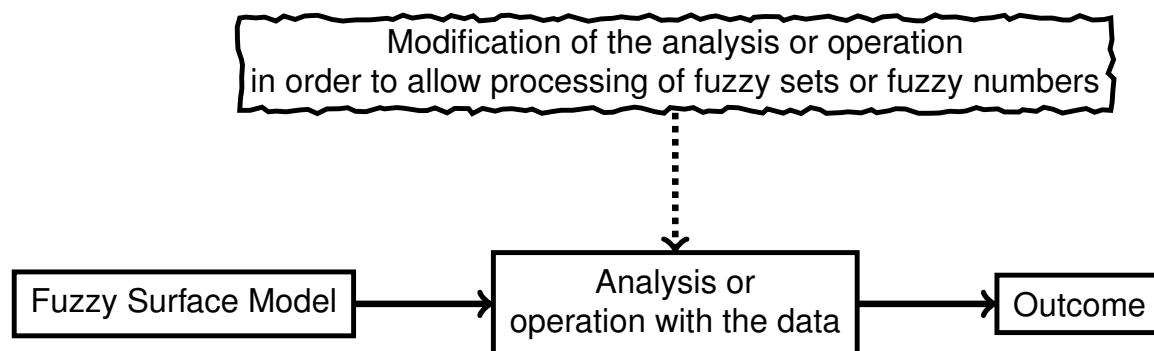 Modification of the analysis or operation
in order to allow processing of fuzzy sets or fuzzy numbers
Fuzzy Surface Model
Analysis or
operation with the data
Outcome